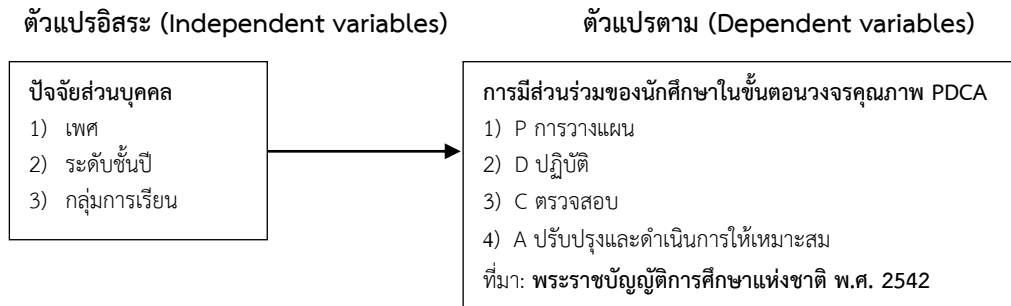 ตัวแปรอิสระ (Independent variables)
ตัวแปรตาม (Dependent variables)
ปัจจัยส่วนบุคคล
1) เพศ
2) ระดับชั้นปี
3) กลุ่มการเรียน
การมีส่วนร่วมของนักศึกษาในขั้นตอนวงจรคุณภาพ PDCA
1) P การวางแผน
2) D ปฏิบัติ
3) C ตรวจสอบ
4) A ปรับปรุงและดำเนินการให้เหมาะสม
ที่มา: พระราชบัญญัติการศึกษาแห่งชาติ พ.ศ. 2542